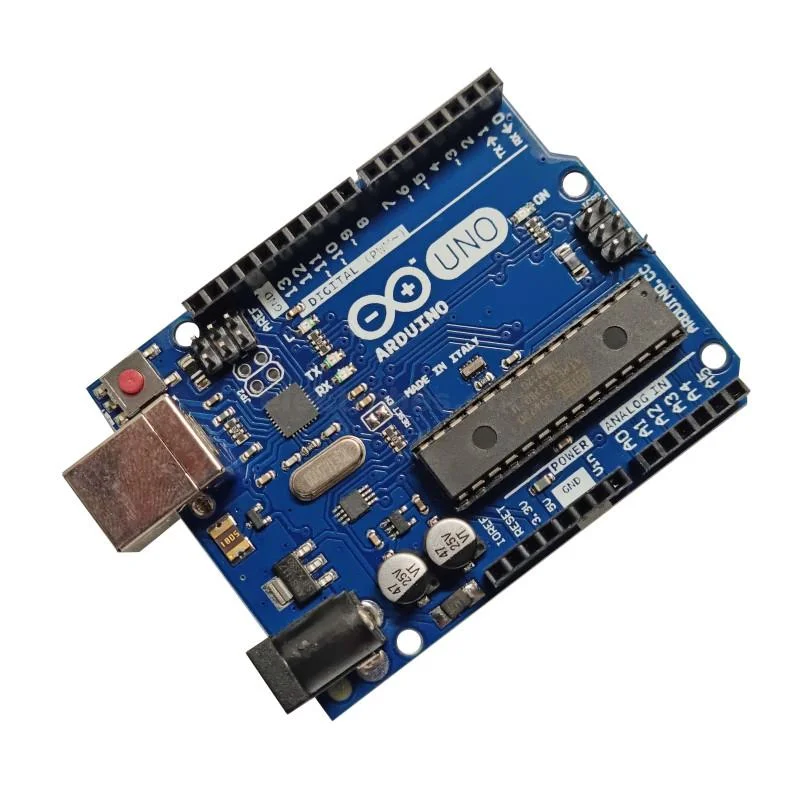 RX←0
TX→1
2
~3
4
~5
~6
7
8
~9
~10
~11
12
13
GND
AREF
DIGITAL (PWM~)
ON
UNO
ARDUINO
MADE IN ITALY
L
TX
RX
RESET
ARDUINO.CC
ANALOG IN
A0
A1
A2
A3
A4
A5
POWER
Vin
GND
5V
3.3V
RESET
IOREF
47
25V
VT
47
25V
VT